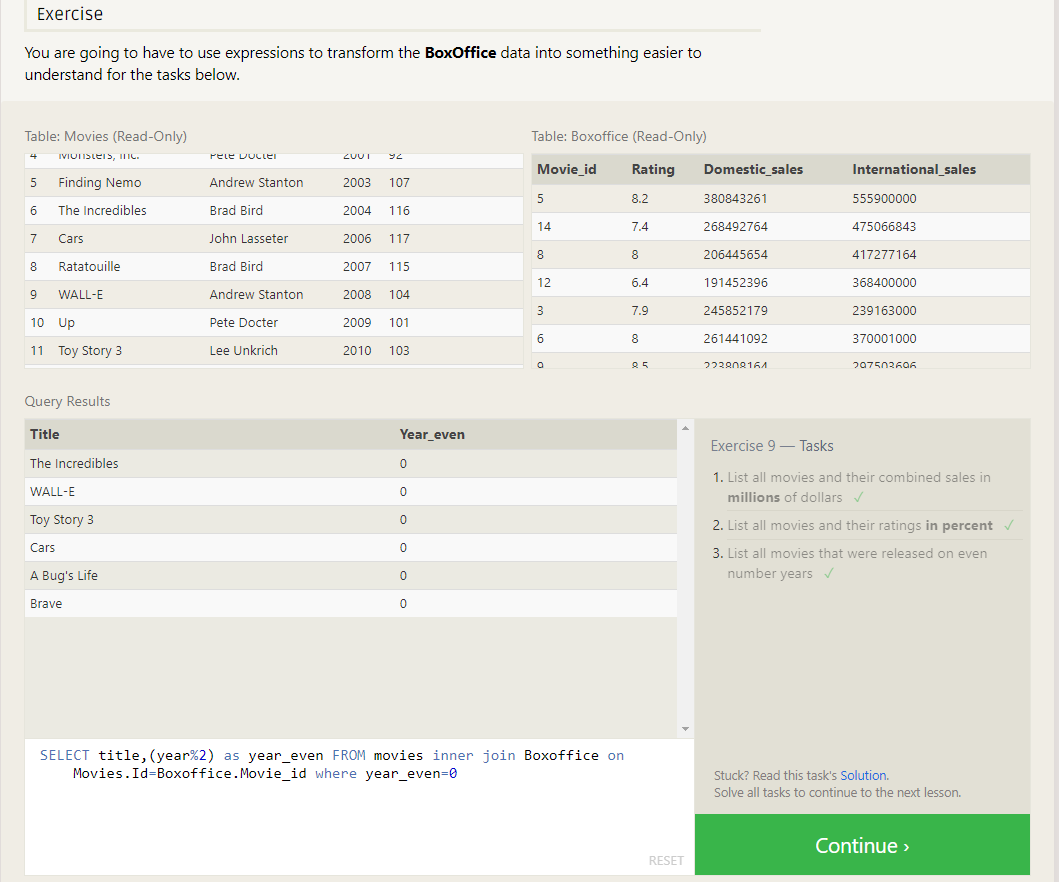 Exercise
You are going to have to use expressions to transform the BoxOffice data into something easier to
understand for the tasks below.
Table: Movies (Read-Only)
4 Monsters, Inc. Pete Docter 2001 92
5 Finding Nemo Andrew Stanton 2003 107
6 The Incredibles Brad Bird 2004 116
7 Cars John Lasseter 2006 117
8 Ratatouille Brad Bird 2007 115
9 WALL-E Andrew Stanton 2008 104
10 Up Pete Docter 2009 101
11 Toy Story 3 Lee Unkrich 2010 103
Table: Boxoffice (Read-Only)
Movie_id Rating Domestic_sales International_sales
5 8.2 380843261 555900000
14 7.4 268492764 475066843
8 8 206445654 417277164
12 6.4 191452396 368400000
3 7.9 245852179 239163000
6 8 261441092 370001000
9 8.5 223808164 297503696
Query Results
Title Year_even
The Incredibles 0
WALL-E 0
Toy Story 3 0
Cars 0
A Bug's Life 0
Brave 0
SELECT title,(year%2) as year_even FROM movies inner join Boxoffice on
Movies.Id=Boxoffice.Movie_id where year_even=0
RESET
Exercise 9 — Tasks
1. List all movies and their combined sales in
millions of dollars ✓
2. List all movies and their ratings in percent ✓
3. List all movies that were released on even
number years ✓
Stuck? Read this task's Solution.
Solve all tasks to continue to the next lesson.
Continue ›